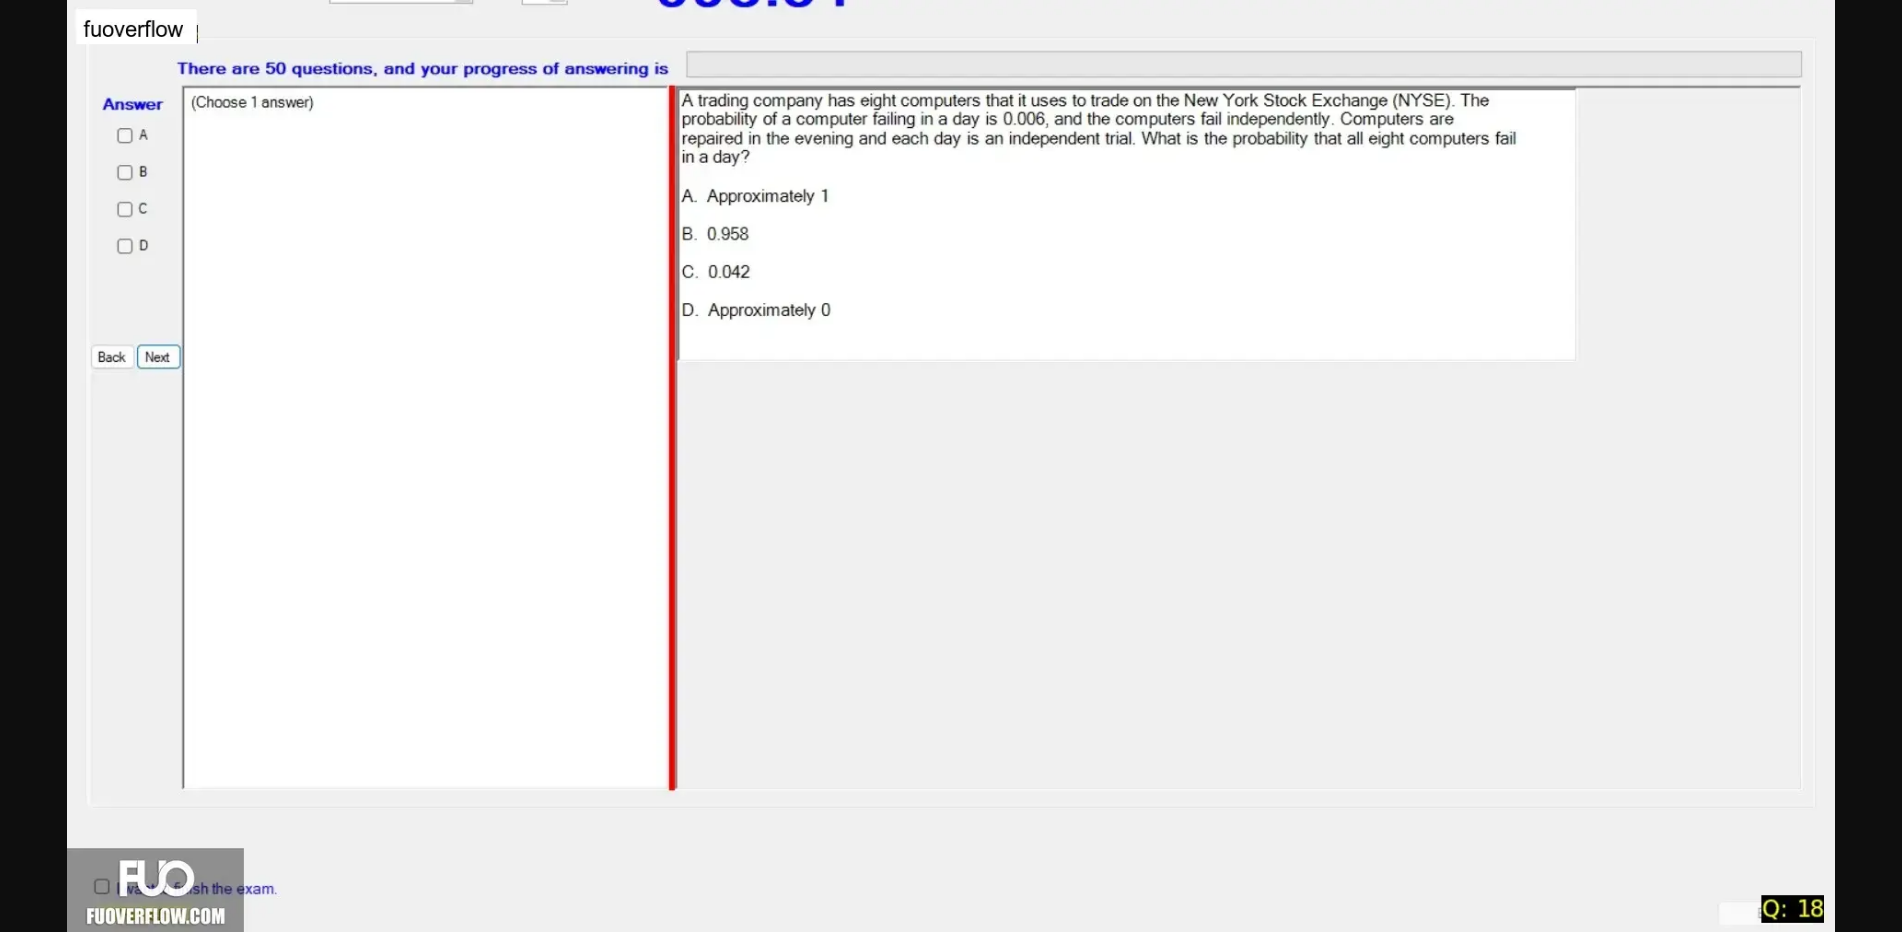 fuoverflow
There are 50 questions, and your progress of answering is
Answer
(Choose 1 answer)
A
B
C
D
Back
Next
A trading company has eight computers that it uses to trade on the New York Stock Exchange (NYSE). The
probability of a computer failing in a day is 0.006, and the computers fail independently. Computers are
repaired in the evening and each day is an independent trial. What is the probability that all eight computers fail
in a day?
A. Approximately 1
B. 0.958
C. 0.042
D. Approximately 0
FUO
the exam.
FUOVERFLOW.COM
Q: 18